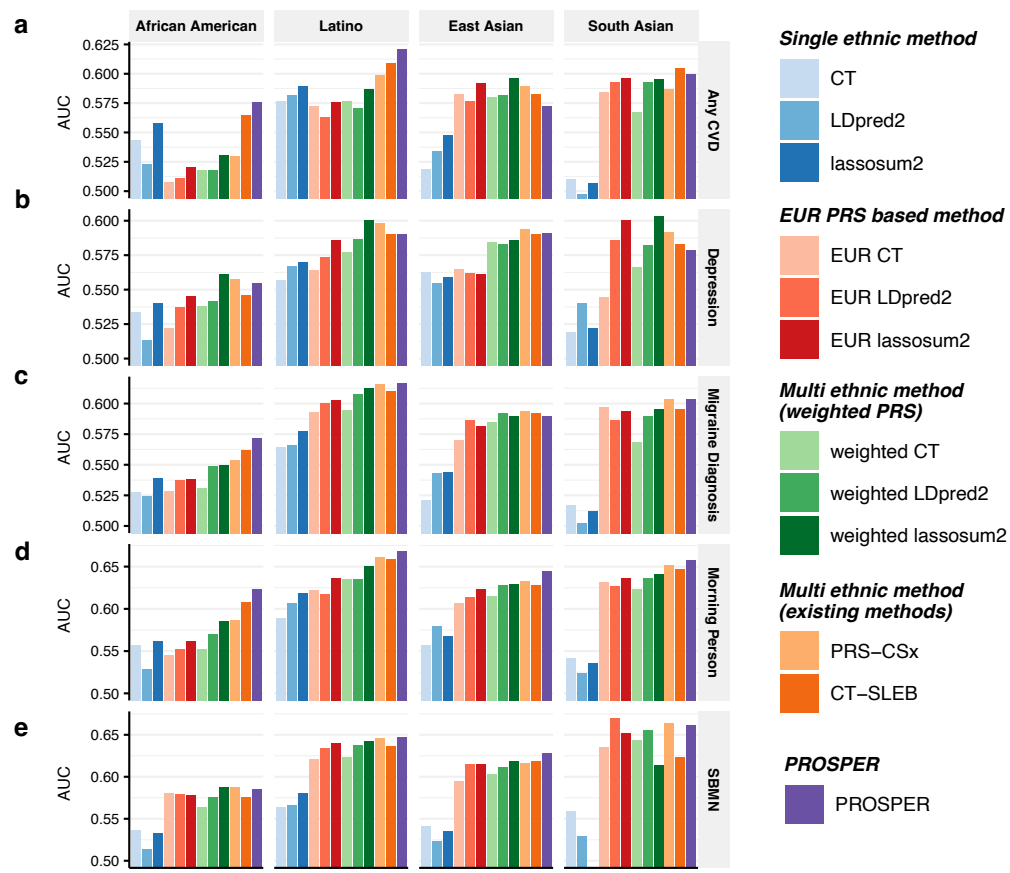 a
African American
Latino
East Asian
South Asian
AUC
0.625
0.600
0.575
0.550
0.525
0.500
Any CVD
b
AUC
0.600
0.575
0.550
0.525
0.500
Depression
c
AUC
0.600
0.575
0.550
0.525
0.500
Migraine Diagnosis
d
AUC
0.65
0.60
0.55
0.50
Morning Person
e
AUC
0.65
0.60
0.55
0.50
SBMN
Single ethnic method
CT
LDpred2
lassosum2
EUR PRS based method
EUR CT
EUR LDpred2
EUR lassosum2
Multi ethnic method
(weighted PRS)
weighted CT
weighted LDpred2
weighted lassosum2
Multi ethnic method
(existing methods)
PRS−CSx
CT−SLEB
PROSPER
PROSPER